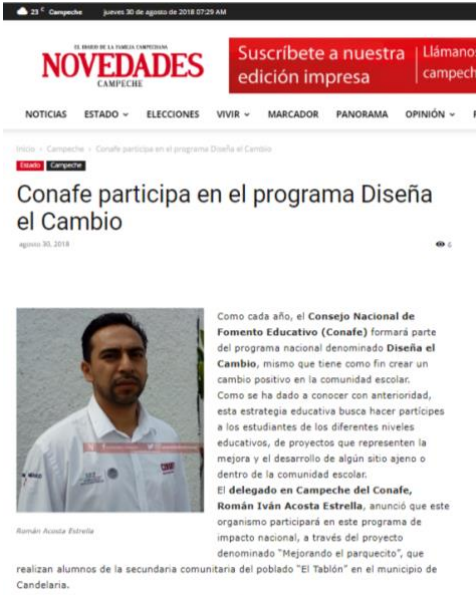 23 C Campeche jueves 30 de agosto de 2018 07:29 AM
EL DIARIO DE LA FAMILIA CAMPECHANA
NOVEDADES
CAMPECHE
Suscríbete a nuestra
edición impresa
Llámanos
campech
NOTICIAS ESTADO ELECCIONES VIVIR MARCADOR PANORAMA OPINIÓN
Inicio › Campeche › Conafe participa en el programa Diseña el Cambio
Estado Campeche
Conafe participa en el programa Diseña
el Cambio
agosto 30, 2018 6
Como cada año, el Consejo Nacional de
Fomento Educativo (Conafe) formará parte
del programa nacional denominado Diseña el
Cambio, mismo que tiene como fin crear un
cambio positivo en la comunidad escolar.
Como se ha dado a conocer con anterioridad,
esta estrategia educativa busca hacer partícipes
a los estudiantes de los diferentes niveles
educativos, de proyectos que representen la
mejora y el desarrollo de algún sitio ajeno o
dentro de la comunidad escolar.
El delegado en Campeche del Conafe,
Román Iván Acosta Estrella, anunció que este
organismo participará en este programa de
impacto nacional, a través del proyecto
denominado "Mejorando el parquecito", que
Román Acosta Estrella
realizan alumnos de la secundaria comunitaria del poblado "El Tablón" en el municipio de
Candelaria.